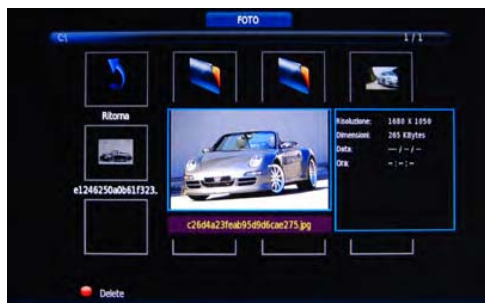 FOTO
C:\
1 / 1
Ritorna
Risoluzione: 1680 X 1050
Dimensioni: 265 KBytes
Data: --- / -- / --
Ora: -- : -- : --
e1246250a0b61f323.
c26d4a23feab95d9d6cae275.jpg
Delete